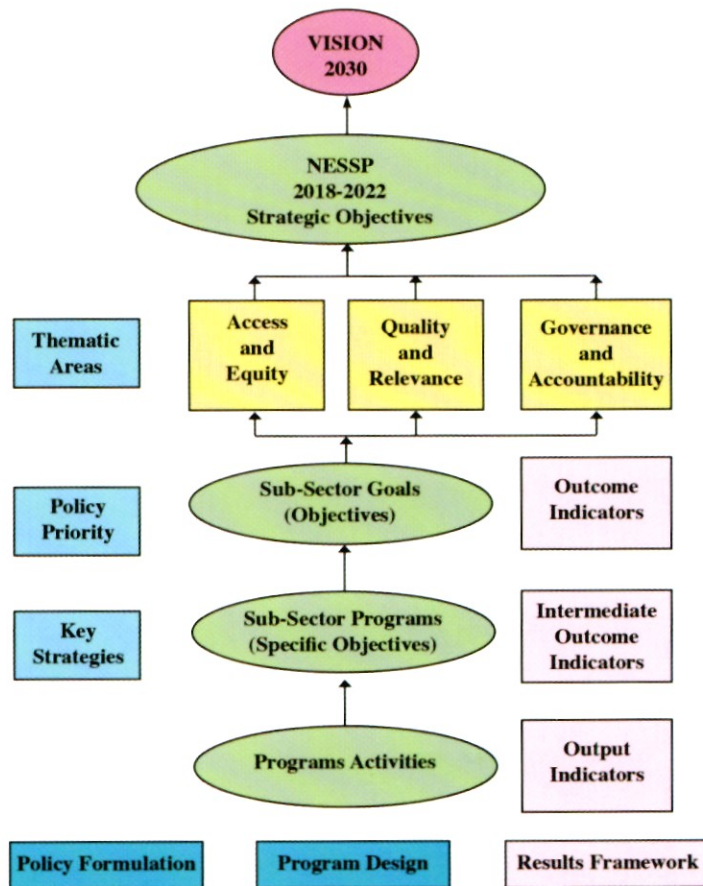 VISION
2030
NESSP
2018-2022
Strategic Objectives
Thematic
Areas
Access
and
Equity
Quality
and
Relevance
Governance
and
Accountability
Policy
Priority
Sub-Sector Goals
(Objectives)
Outcome
Indicators
Key
Strategies
Sub-Sector Programs
(Specific Objectives)
Intermediate
Outcome
Indicators
Programs Activities
Output
Indicators
Policy Formulation
Program Design
Results Framework